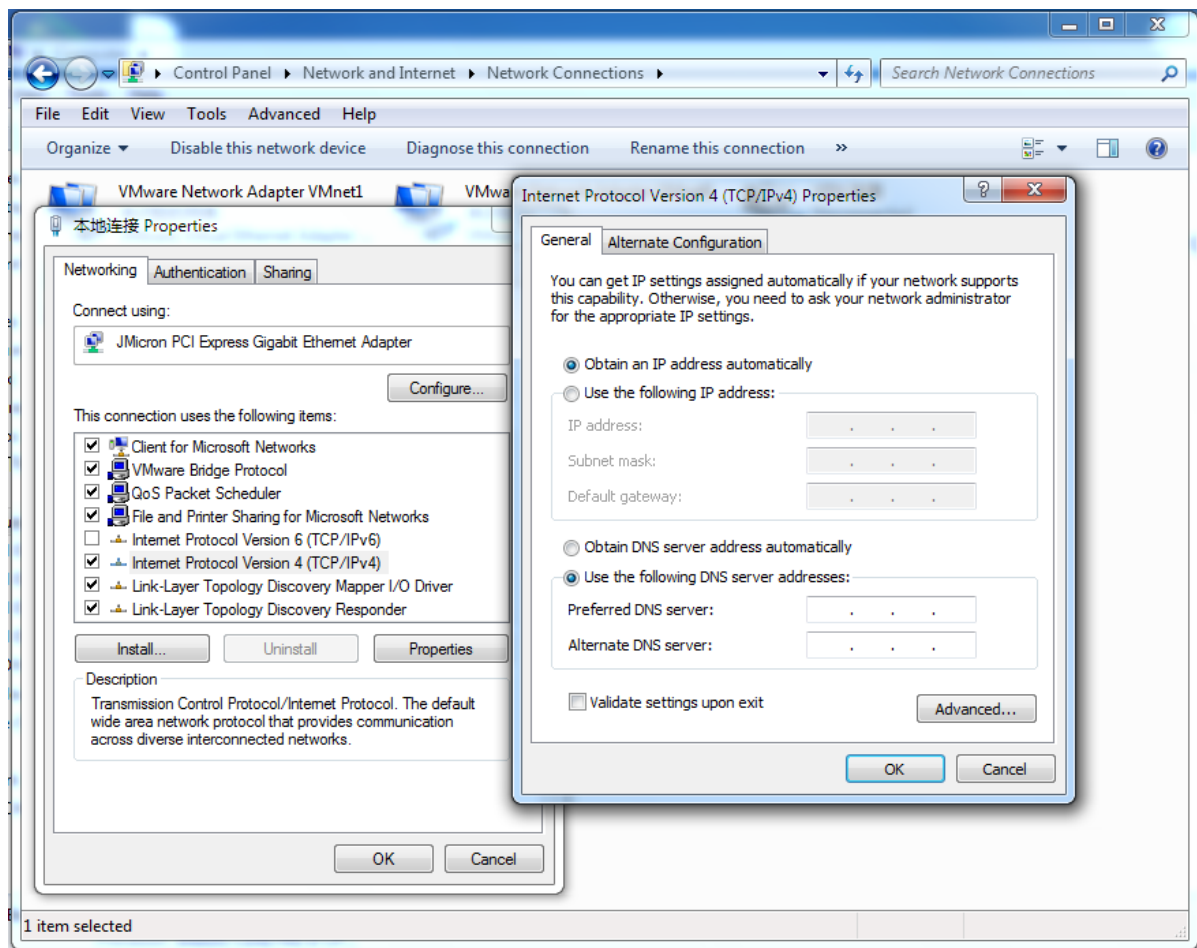 Control Panel Network and Internet Network Connections
Search Network Connections
File Edit View Tools Advanced Help
Organize Disable this network device Diagnose this connection Rename this connection »
VMware Network Adapter VMnet1
本地连接 Properties
Networking Authentication Sharing
Connect using:
JMicron PCI Express Gigabit Ethernet Adapter
Configure...
This connection uses the following items:
Client for Microsoft Networks
VMware Bridge Protocol
QoS Packet Scheduler
File and Printer Sharing for Microsoft Networks
Internet Protocol Version 6 (TCP/IPv6)
Internet Protocol Version 4 (TCP/IPv4)
Link-Layer Topology Discovery Mapper I/O Driver
Link-Layer Topology Discovery Responder
Install... Uninstall Properties
Description
Transmission Control Protocol/Internet Protocol. The default
wide area network protocol that provides communication
across diverse interconnected networks.
OK Cancel
Internet Protocol Version 4 (TCP/IPv4) Properties
General Alternate Configuration
You can get IP settings assigned automatically if your network supports
this capability. Otherwise, you need to ask your network administrator
for the appropriate IP settings.
Obtain an IP address automatically
Use the following IP address:
IP address: . . .
Subnet mask: . . .
Default gateway: . . .
Obtain DNS server address automatically
Use the following DNS server addresses:
Preferred DNS server: . . .
Alternate DNS server: . . .
Validate settings upon exit
Advanced...
OK Cancel
1 item selected